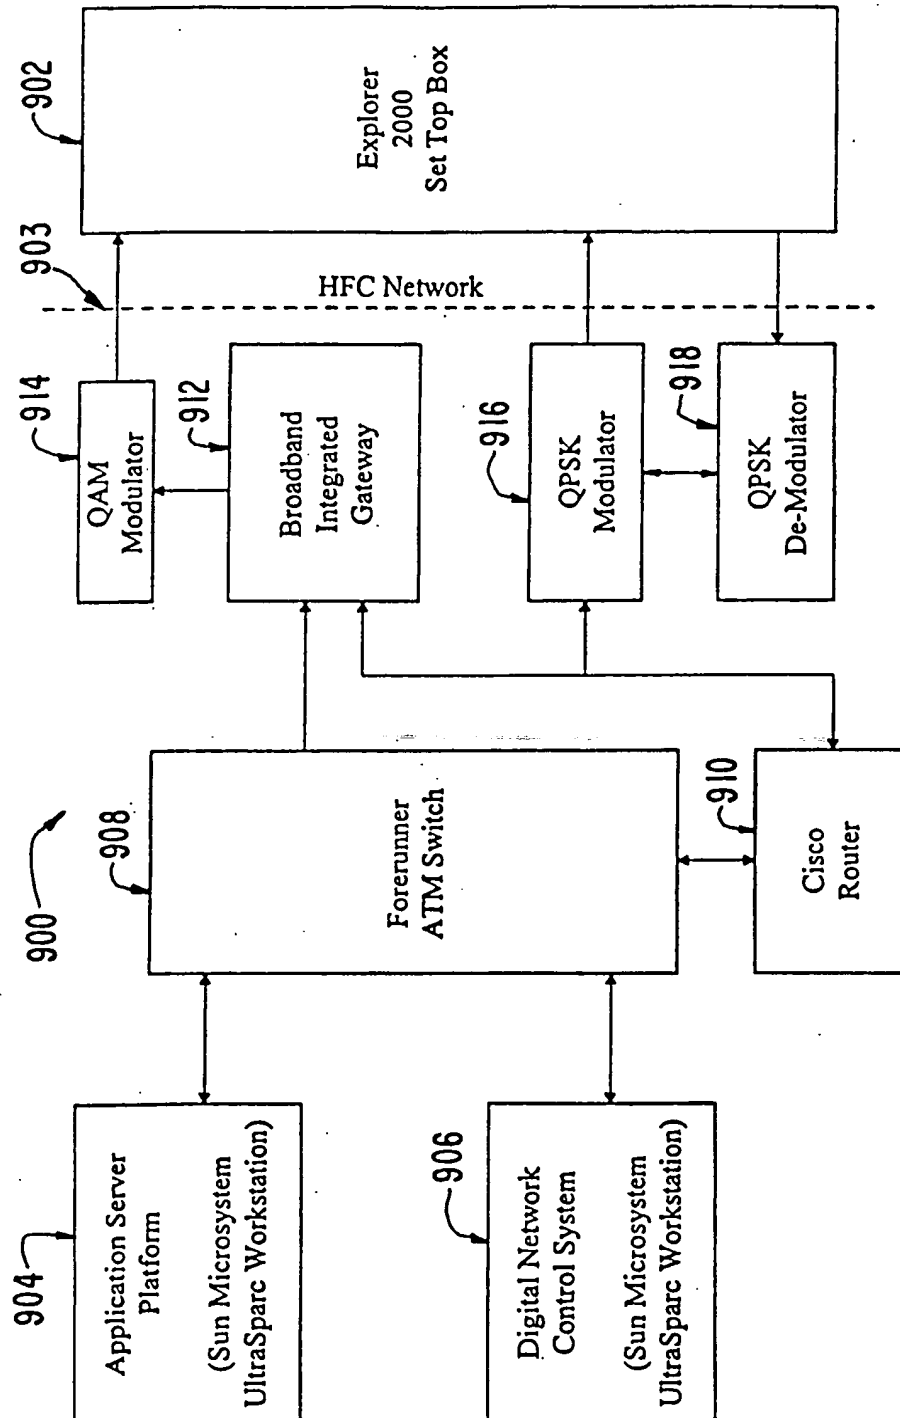 900
904
Application Server
Platform
(Sun Microsystem
UltraSparc Workstation)
906
Digital Network
Control System
(Sun Microsystem
UltraSparc Workstation)
908
Forerunner
ATM Switch
910
Cisco
Router
914
QAM
Modulator
912
Broadband
Integrated
Gateway
916
QPSK
Modulator
918
QPSK
De-Modulator
903
HFC Network
902
Explorer
2000
Set Top Box